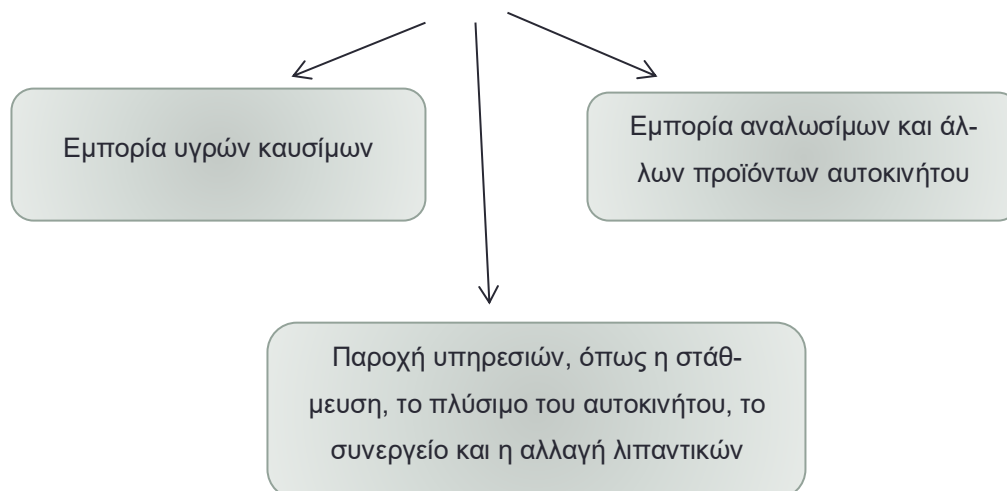 Εμπορία υγρών καυσίμων
Εμπορία αναλωσίμων και άλ-
λων προϊόντων αυτοκινήτου
Παροχή υπηρεσιών, όπως η στάθ-
μευση, το πλύσιμο του αυτοκινήτου, το
συνεργείο και η αλλαγή λιπαντικών